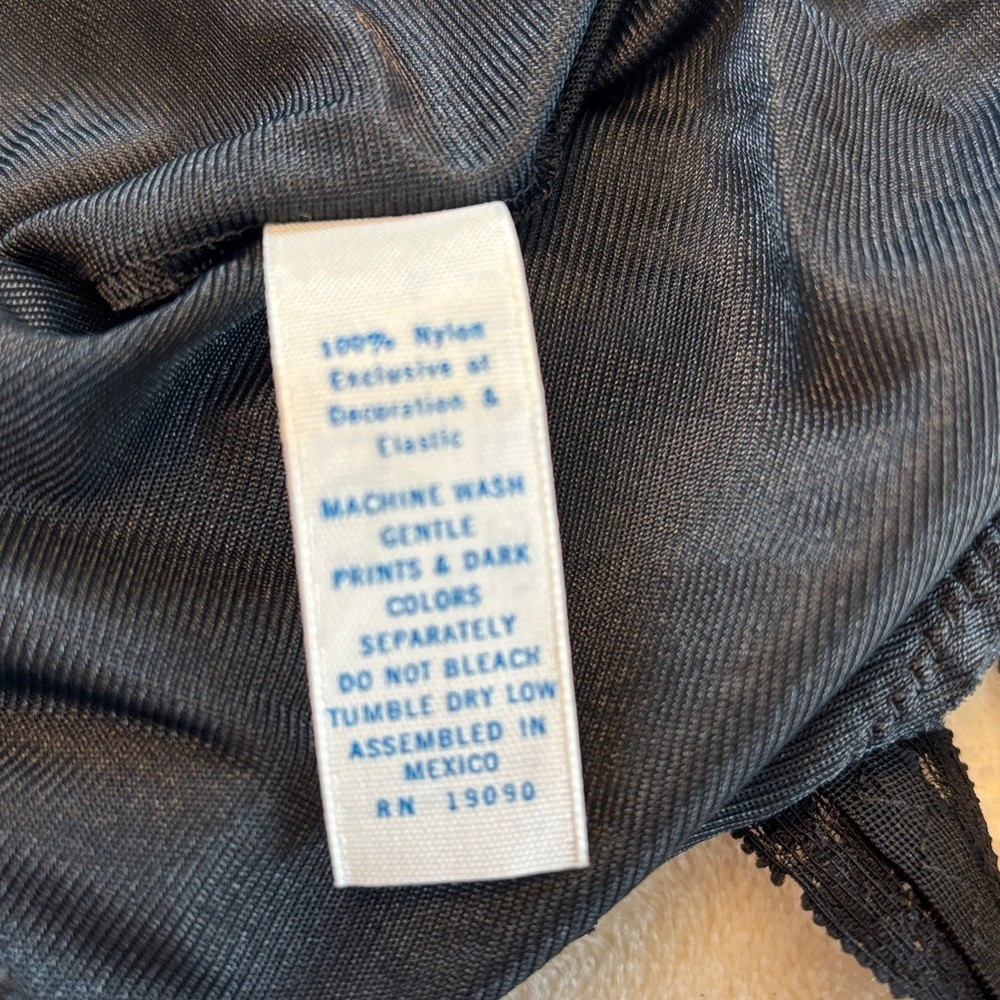 100% Nylon
Exclusive of
Decoration &
Elastic
MACHINE WASH
GENTLE
PRINTS & DARK
COLORS
SEPARATELY
DO NOT BLEACH
TUMBLE DRY LOW
ASSEMBLED IN
MEXICO
RN 19090